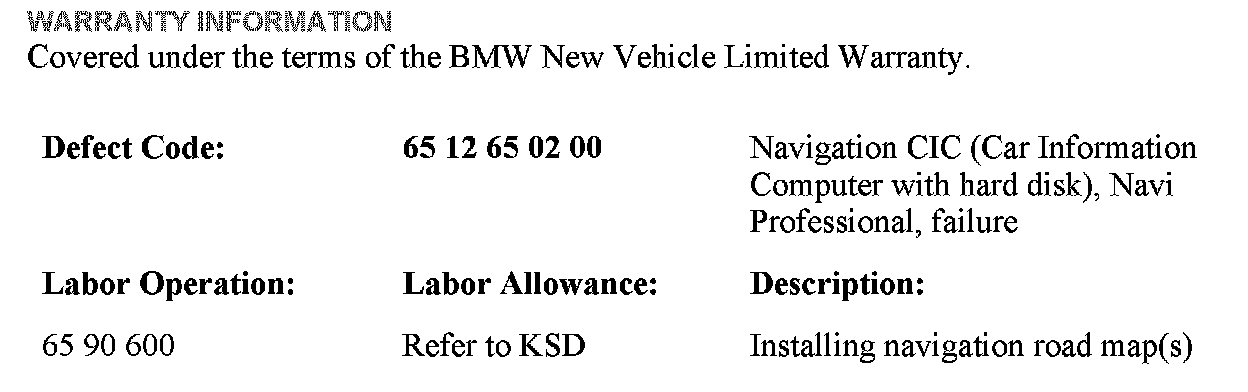 WARRANTY INFORMATION
Covered under the terms of the BMW New Vehicle Limited Warranty.
Defect Code: 65 12 65 02 00 Navigation CIC (Car Information
Computer with hard disk), Navi
Professional, failure
Labor Operation: Labor Allowance: Description:
65 90 600 Refer to KSD Installing navigation road map(s)